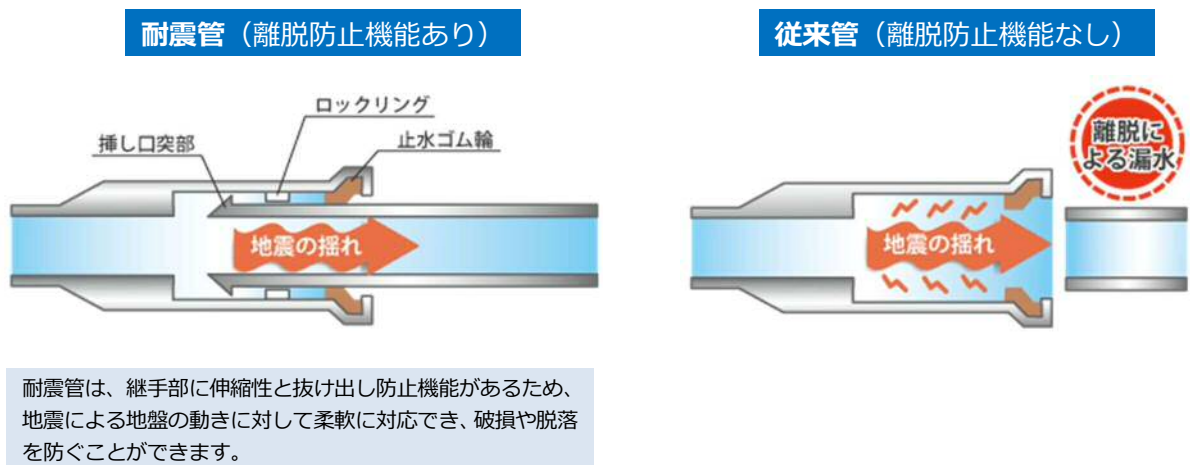 耐震管（離脱防止機能あり）
従来管（離脱防止機能なし）
ロックリング
挿し口突部
止水ゴム輪
地震の揺れ
離脱に
よる漏水
地震の揺れ
耐震管は、継手部に伸縮性と抜け出し防止機能があるため、
地震による地盤の動きに対して柔軟に対応でき、破損や脱落
を防ぐことができます。